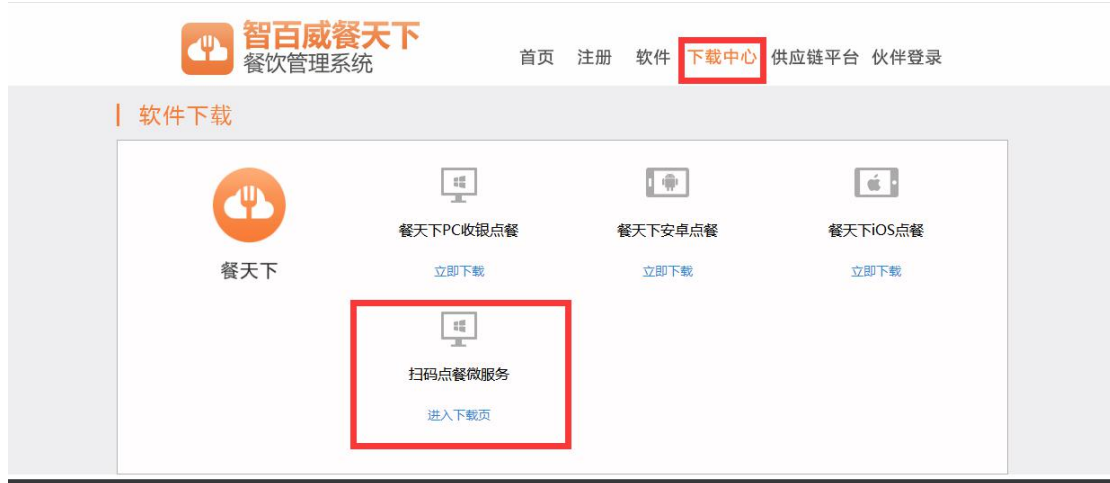 智百威餐天下
餐饮管理系统
首页 注册 软件 下载中心 供应链平台 伙伴登录
软件下载
餐天下
餐天下PC收银点餐
立即下载
餐天下安卓点餐
立即下载
餐天下iOS点餐
立即下载
扫码点餐微服务
进入下载页